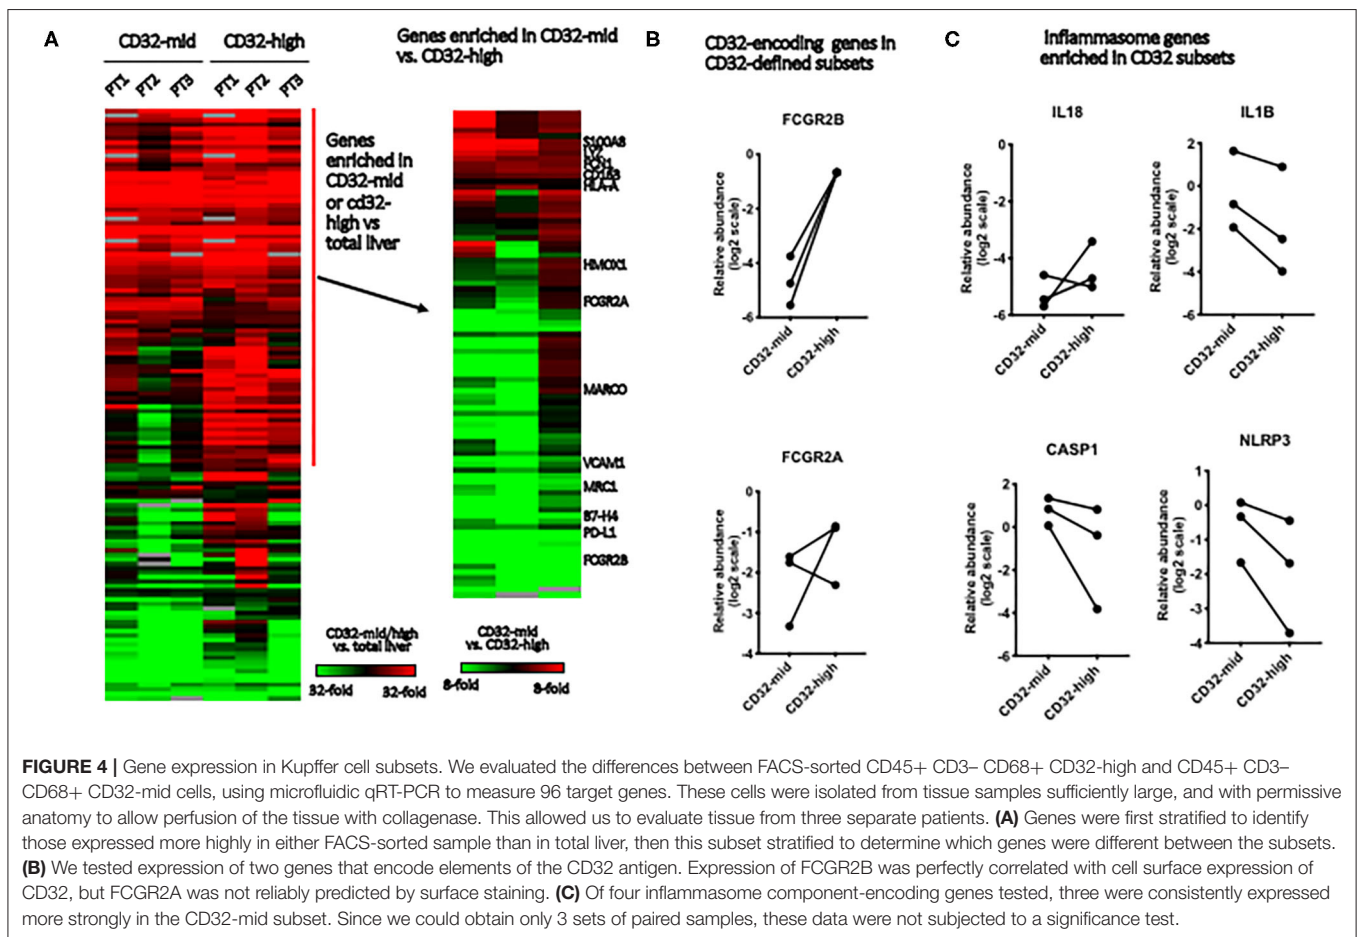 A
CD32-mid CD32-high
PT1 PT2 PT3 PT1 PT2 PT3
Genes enriched in CD32-mid
vs. CD32-high
Genes
enriched in
CD32-mid
or cd32-
high vs
total liver
S100A8
LYZ
FCN1
CD163
HLA-A
HMOX1
FCGR2A
MARCO
VCAM1
MRC1
B7-H4
PD-L1
FCGR2B
CD32-mid/high
vs. total liver
32-fold 32-fold
CD32-mid
vs. CD32-high
8-fold 8-fold
B
CD32-encoding genes in
CD32-defined subsets
FCGR2B
Relative abundance
(log2 scale)
0
-2
-4
-6
CD32-mid
CD32-high
FCGR2A
Relative abundance
(log2 scale)
0
-1
-2
-3
-4
CD32-mid
CD32-high
C
Inflammasome genes
enriched in CD32 subsets
IL18
Relative abundance
(log2 scale)
0
-2
-4
-6
CD32-mid
CD32-high
IL1B
Relative abundance
(log2 scale)
2
0
-2
-4
-6
CD32-mid
CD32-high
CASP1
Relative abundance
(log2 scale)
2
0
-2
-4
-6
CD32-mid
CD32-high
NLRP3
Relative abundance
(log2 scale)
1
0
-1
-2
-3
-4
CD32-mid
CD32-high
FIGURE 4 | Gene expression in Kupffer cell subsets. We evaluated the differences between FACS-sorted CD45+ CD3– CD68+ CD32-high and CD45+ CD3–
CD68+ CD32-mid cells, using microfluidic qRT-PCR to measure 96 target genes. These cells were isolated from tissue samples sufficiently large, and with permissive
anatomy to allow perfusion of the tissue with collagenase. This allowed us to evaluate tissue from three separate patients. (A) Genes were first stratified to identify
those expressed more highly in either FACS-sorted sample than in total liver, then this subset stratified to determine which genes were different between the subsets.
(B) We tested expression of two genes that encode elements of the CD32 antigen. Expression of FCGR2B was perfectly correlated with cell surface expression of
CD32, but FCGR2A was not reliably predicted by surface staining. (C) Of four inflammasome component-encoding genes tested, three were consistently expressed
more strongly in the CD32-mid subset. Since we could obtain only 3 sets of paired samples, these data were not subjected to a significance test.